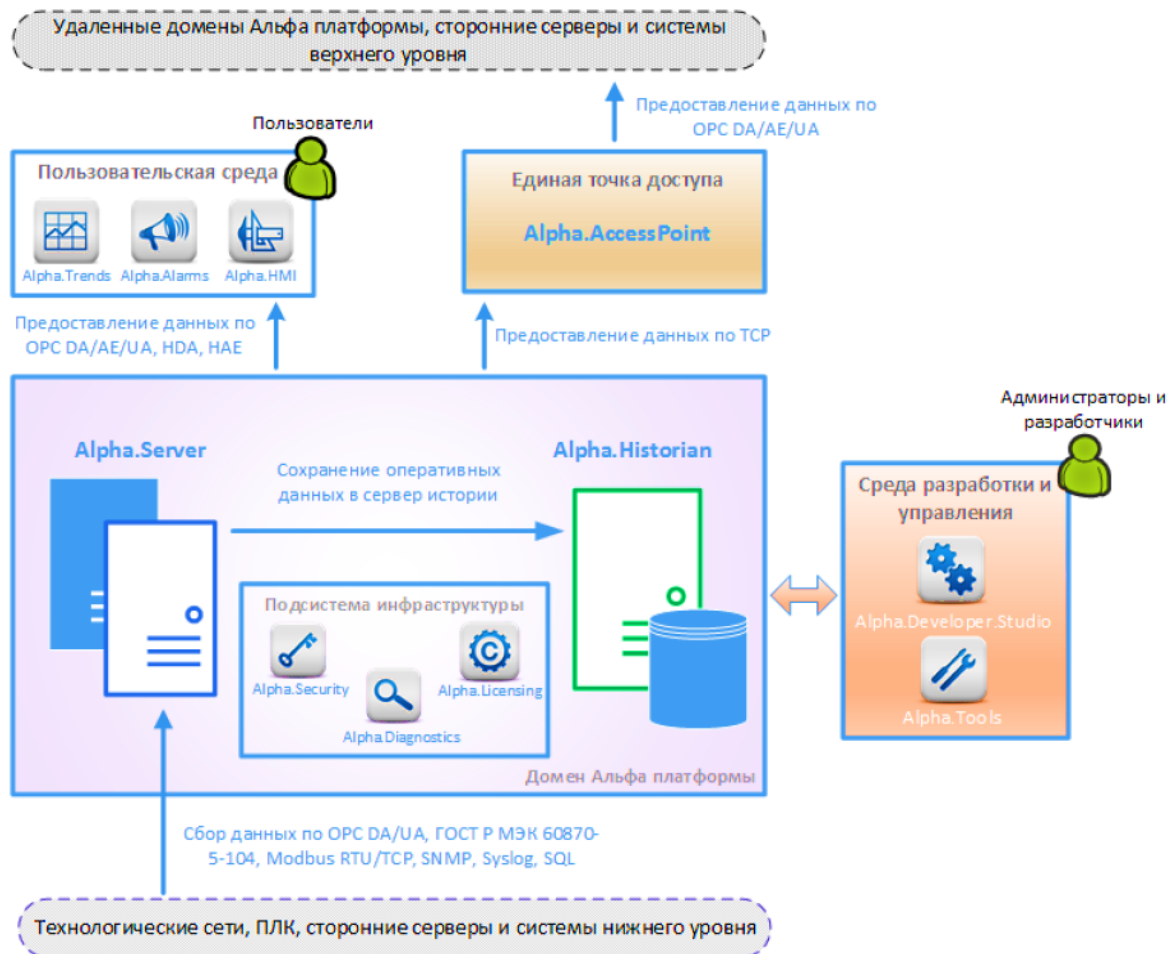 Удаленные домены Альфа платформы, сторонние серверы и системы
верхнего уровня
Предоставление данных по
OPC DA/AE/UA
Пользователи
Пользовательская среда
Alpha.Trends
Alpha.Alarms
Alpha.HMI
Единая точка доступа
Alpha.AccessPoint
Предоставление данных по
OPC DA/AE/UA, HDA, HAE
Предоставление данных по TCP
Администраторы и
разработчики
Alpha.Server
Сохранение оперативных
данных в сервер истории
Alpha.Historian
Среда разработки и
управления
Alpha.Developer.Studio
Alpha.Tools
Подсистема инфраструктуры
Alpha.Security
Alpha.Licensing
Alpha.Diagnostics
Домен Альфа платформы
Сбор данных по OPC DA/UA, ГОСТ Р МЭК 60870-
5-104, Modbus RTU/TCP, SNMP, Syslog, SQL
Технологические сети, ПЛК, сторонние серверы и системы нижнего уровня